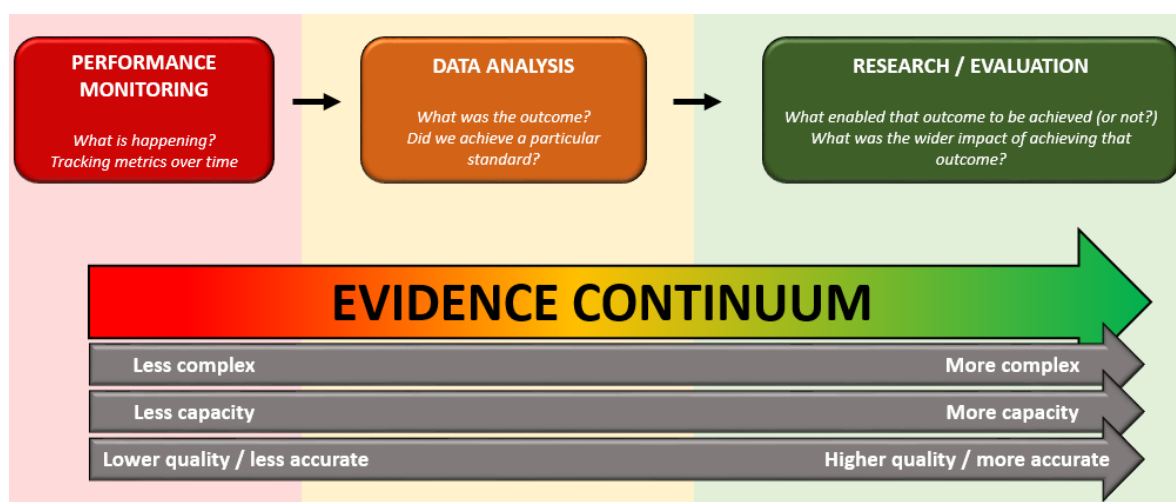 PERFORMANCE
MONITORING
What is happening?
Tracking metrics over time
DATA ANALYSIS
What was the outcome?
Did we achieve a particular
standard?
RESEARCH / EVALUATION
What enabled that outcome to be achieved (or not?)
What was the wider impact of achieving that
outcome?
EVIDENCE CONTINUUM
Less complex
More complex
Less capacity
More capacity
Lower quality / less accurate
Higher quality / more accurate